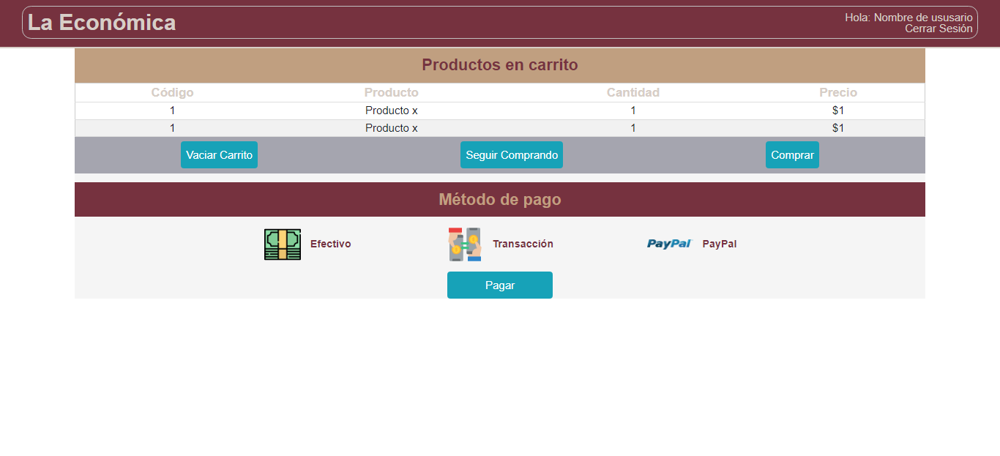 La Económica
Hola: Nombre de ususario
Cerrar Sesión
Productos en carrito
Código Producto Cantidad Precio
1 Producto x 1 $1
1 Producto x 1 $1
Vaciar Carrito Seguir Comprando Comprar
Método de pago
Efectivo Transacción PayPal PayPal
Pagar